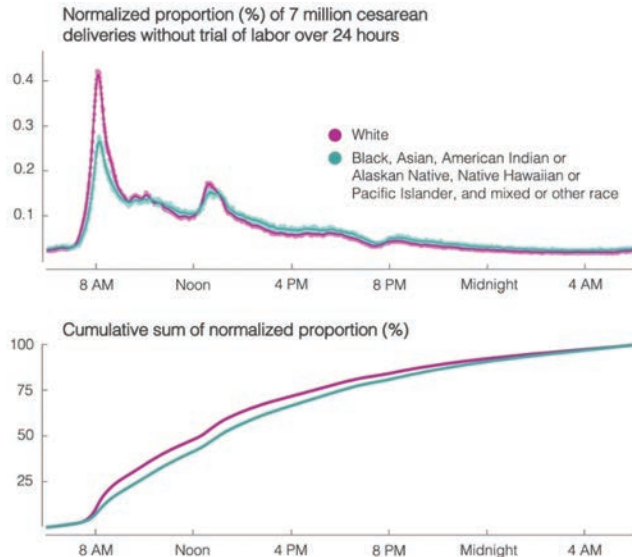 Normalized proportion (%) of 7 million cesarean
deliveries without trial of labor over 24 hours
0.4
0.3
0.2
0.1
White
Black, Asian, American Indian or
Alaskan Native, Native Hawaiian or
Pacific Islander, and mixed or other race
8 AM Noon 4 PM 8 PM Midnight 4 AM
Cumulative sum of normalized proportion (%)
100
75
50
25
8 AM Noon 4 PM 8 PM Midnight 4 AM